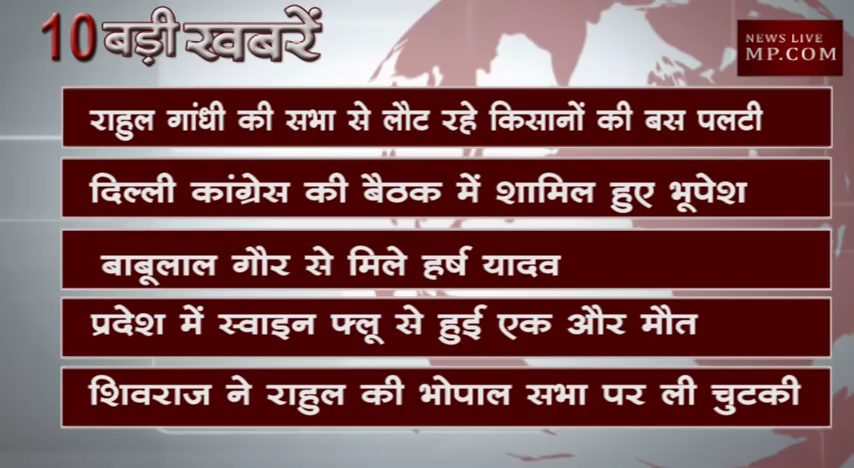 10 बड़ी खबरें
NEWS LIVE
MP.COM
राहुल गांधी की सभा से लौट रहे किसानों की बस पलटी
दिल्ली कांग्रेस की बैठक में शामिल हुए भूपेश
बाबूलाल गौर से मिले हर्ष यादव
प्रदेश में स्वाइन फ्लू से हुई एक और मौत
शिवराज ने राहुल की भोपाल सभा पर ली चुटकी